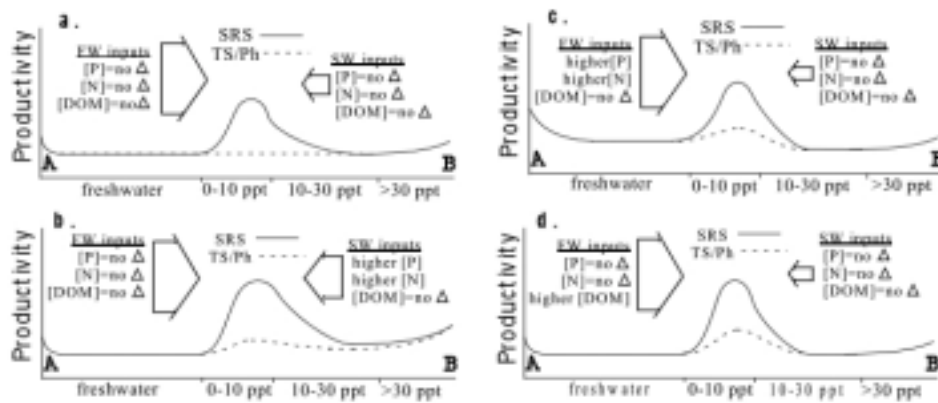 a.
Productivity
FW inputs
[P]=no Δ
[N]=no Δ
[DOM]=noΔ
SRS
TS/Ph
SW inputs
[P]=no Δ
[N]=no Δ
[DOM]=no Δ
A
B
freshwater 0-10 ppt 10-30 ppt >30 ppt
b.
Productivity
FW inputs
[P]=no Δ
[N]=no Δ
[DOM]=no Δ
SRS
TS/Ph
SW inputs
higher [P]
higher [N]
[DOM]=no Δ
A
B
freshwater 0-10 ppt 10-30 ppt >30 ppt
c.
Productivity
FW inputs
higher[P]
higher[N]
[DOM]=no Δ
SRS
TS/Ph
SW inputs
[P]=no Δ
[N]=no Δ
[DOM]=no Δ
A
B
freshwater 0-10 ppt 10-30 ppt >30 ppt
d.
Productivity
FW inputs
[P]=no Δ
[N]=no Δ
higher [DOM]
SRS
TS/Ph
SW inputs
[P]=no Δ
[N]=no Δ
[DOM]=no Δ
A
B
freshwater 0-10 ppt 10-30 ppt >30 ppt